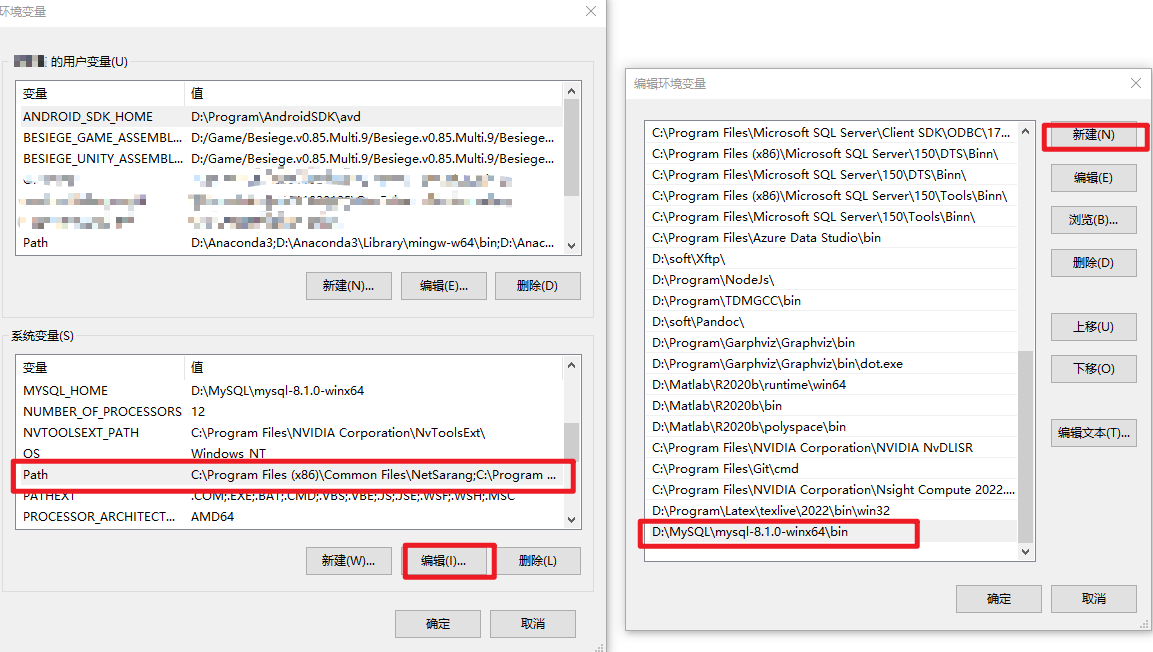 环境变量
的用户变量(U)
变量 值
ANDROID_SDK_HOME D:\Program\AndroidSDK\avd
BESIEGE_GAME_ASSEMBL... D:/Game/Besiege.v0.85.Multi.9/Besiege.v0.85.Multi.9/Besiege...
BESIEGE_UNITY_ASSEMBL... D:/Game/Besiege.v0.85.Multi.9/Besiege.v0.85.Multi.9/Besiege...
Path D:\Anaconda3;D:\Anaconda3\Library\mingw-w64\bin;D:\Anac...
新建(N)... 编辑(E)... 删除(D)
系统变量(S)
变量 值
MYSQL_HOME D:\MySQL\mysql-8.1.0-winx64
NUMBER_OF_PROCESSORS 12
NVTOOLSEXT_PATH C:\Program Files\NVIDIA Corporation\NvToolsExt\
OS Windows_NT
Path C:\Program Files (x86)\Common Files\NetSarang;C:\Program ...
PATHEXT .COM;.EXE;.BAT;.CMD;.VBS;.VBE;.JS;.JSE;.WSF;.WSH;.MSC
PROCESSOR_ARCHITECT... AMD64
新建(W)... 编辑(I)... 删除(L)
确定 取消
编辑环境变量
C:\Program Files\Microsoft SQL Server\Client SDK\ODBC\17...
C:\Program Files (x86)\Microsoft SQL Server\150\DTS\Binn\
C:\Program Files\Microsoft SQL Server\150\DTS\Binn\
C:\Program Files (x86)\Microsoft SQL Server\150\Tools\Binn\
C:\Program Files\Microsoft SQL Server\150\Tools\Binn\
C:\Program Files\Azure Data Studio\bin
D:\soft\Xftp\
D:\Program\NodeJs\
D:\Program\TDMGCC\bin
D:\soft\Pandoc\
D:\Program\Garphviz\Graphviz\bin
D:\Program\Garphviz\Graphviz\bin\dot.exe
D:\Matlab\R2020b\runtime\win64
D:\Matlab\R2020b\bin
D:\Matlab\R2020b\polyspace\bin
C:\Program Files\NVIDIA Corporation\NVIDIA NvDLISR
C:\Program Files\Git\cmd
C:\Program Files\NVIDIA Corporation\Nsight Compute 2022....
D:\Program\Latex\texlive\2022\bin\win32
D:\MySQL\mysql-8.1.0-winx64\bin
新建(N)
编辑(E)
浏览(B)...
删除(D)
上移(U)
下移(O)
编辑文本(T)...
确定 取消